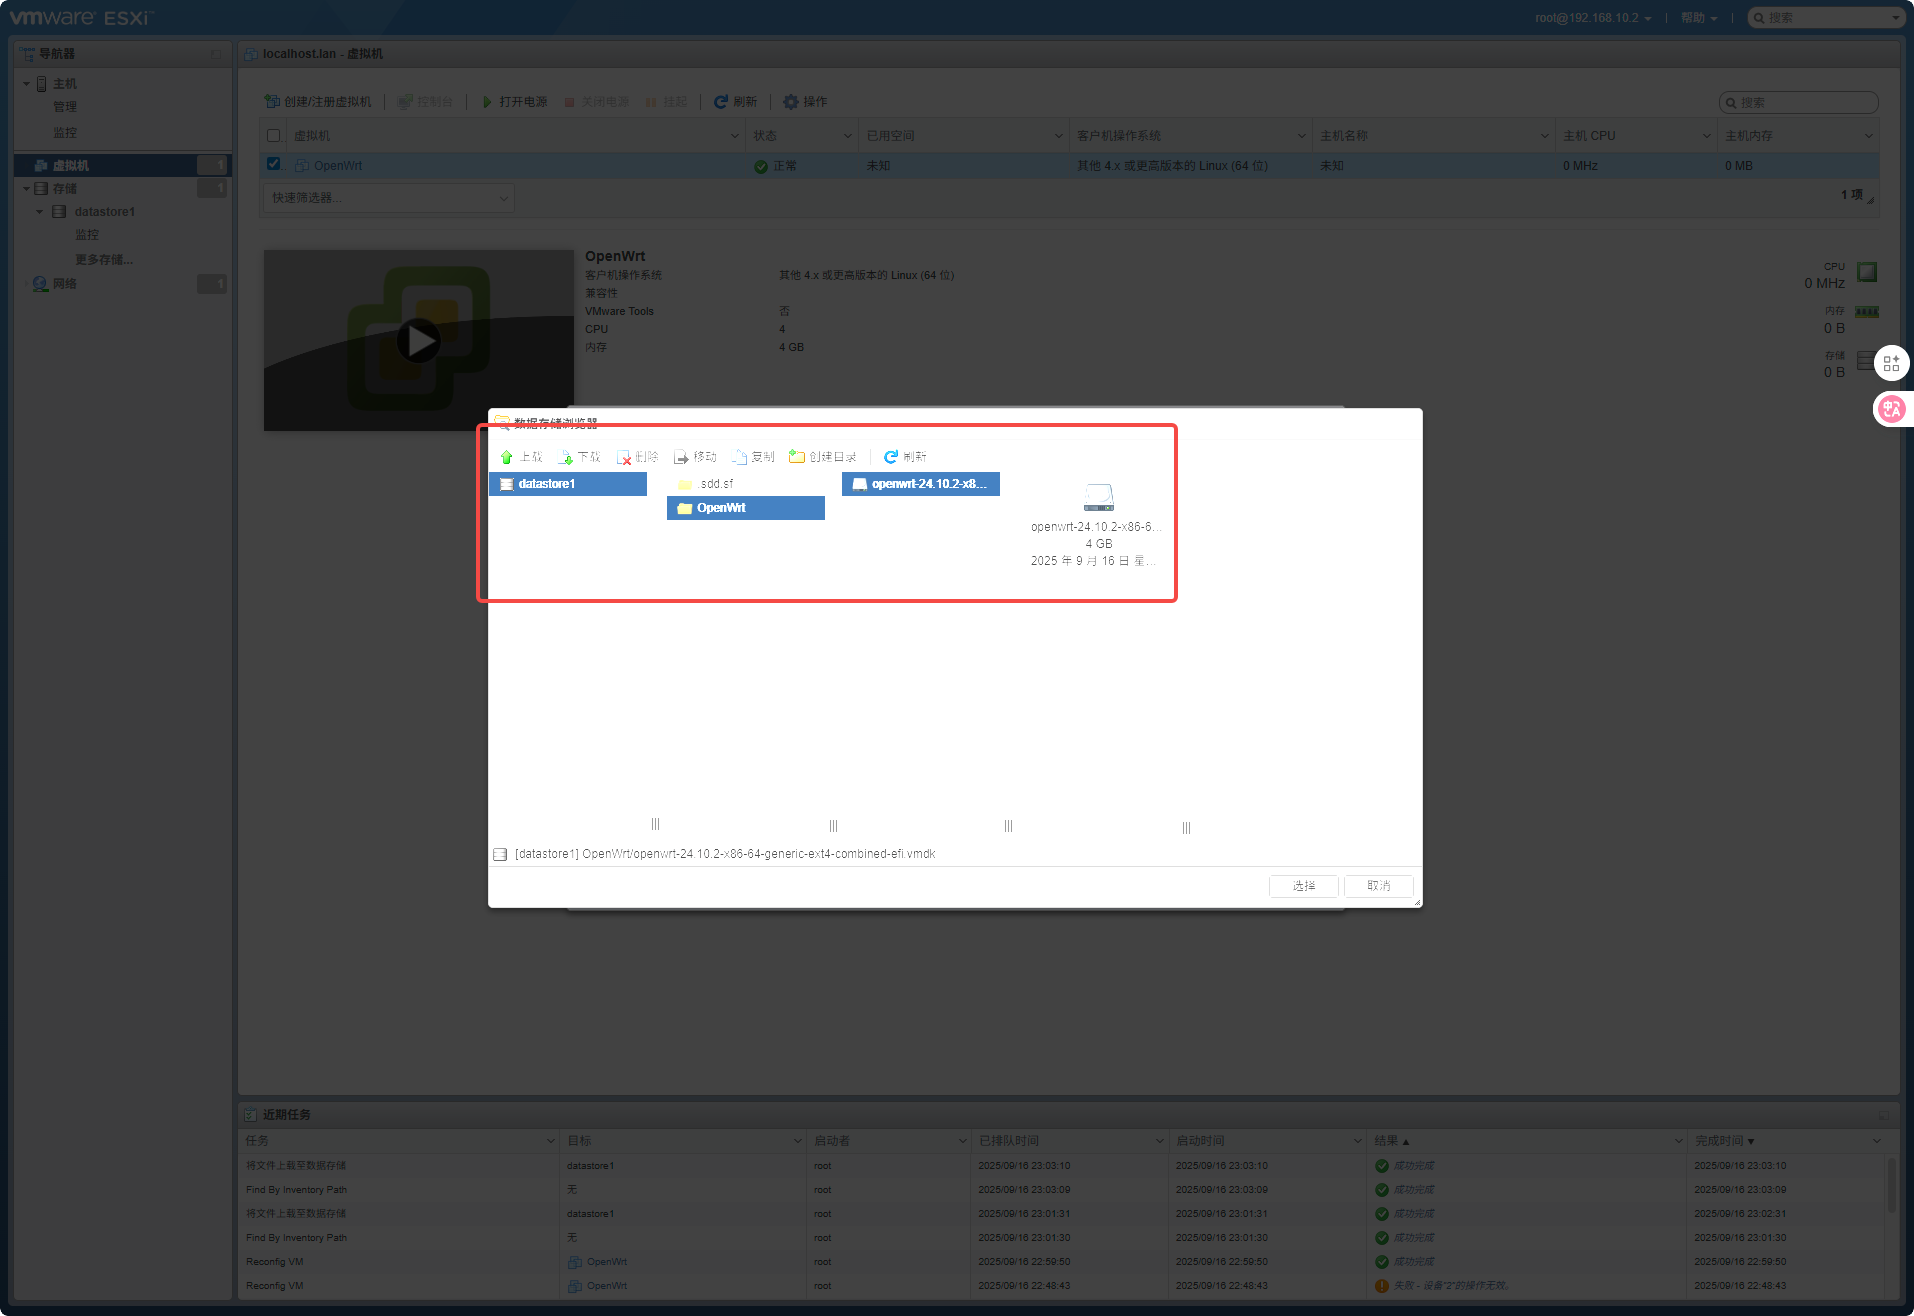 vmware ESXi
root@192.168.10.2
帮助
搜索
导航器
主机
管理
监控
虚拟机
1
存储
1
datastore1
监控
更多存储...
网络
1
localhost.lan - 虚拟机
创建/注册虚拟机
控制台
打开电源
关闭电源
挂起
刷新
操作
搜索
虚拟机
状态
已用空间
客户机操作系统
主机名称
主机 CPU
主机内存
OpenWrt
正常
未知
其他 4.x 或更高版本的 Linux (64 位)
未知
0 MHz
0 MB
快速筛选器...
1 项
OpenWrt
客户机操作系统 其他 4.x 或更高版本的 Linux (64 位)
兼容性
VMware Tools 否
CPU 4
内存 4 GB
CPU
0 MHz
内存
0 B
存储
0 B
数据存储浏览器
上载
下载
删除
移动
复制
创建目录
刷新
datastore1
.sdd.sf
OpenWrt
openwrt-24.10.2-x8...
openwrt-24.10.2-x86-6...
4 GB
2025 年 9 月 16 日 星...
[datastore1] OpenWrt/openwrt-24.10.2-x86-64-generic-ext4-combined-efi.vmdk
选择
取消
近期任务
任务 目标 启动者 已排队时间 启动时间 结果 完成时间
将文件上载至数据存储 datastore1 root 2025/09/16 23:03:10 2025/09/16 23:03:10 成功完成 2025/09/16 23:03:10
Find By Inventory Path 无 root 2025/09/16 23:03:09 2025/09/16 23:03:09 成功完成 2025/09/16 23:03:09
将文件上载至数据存储 datastore1 root 2025/09/16 23:01:31 2025/09/16 23:01:31 成功完成 2025/09/16 23:02:31
Find By Inventory Path 无 root 2025/09/16 23:01:30 2025/09/16 23:01:30 成功完成 2025/09/16 23:01:30
Reconfig VM OpenWrt root 2025/09/16 22:59:50 2025/09/16 22:59:50 成功完成 2025/09/16 22:59:50
Reconfig VM OpenWrt root 2025/09/16 22:48:43 2025/09/16 22:48:43 失败 - 设备“2”的操作无效。 2025/09/16 22:48:43